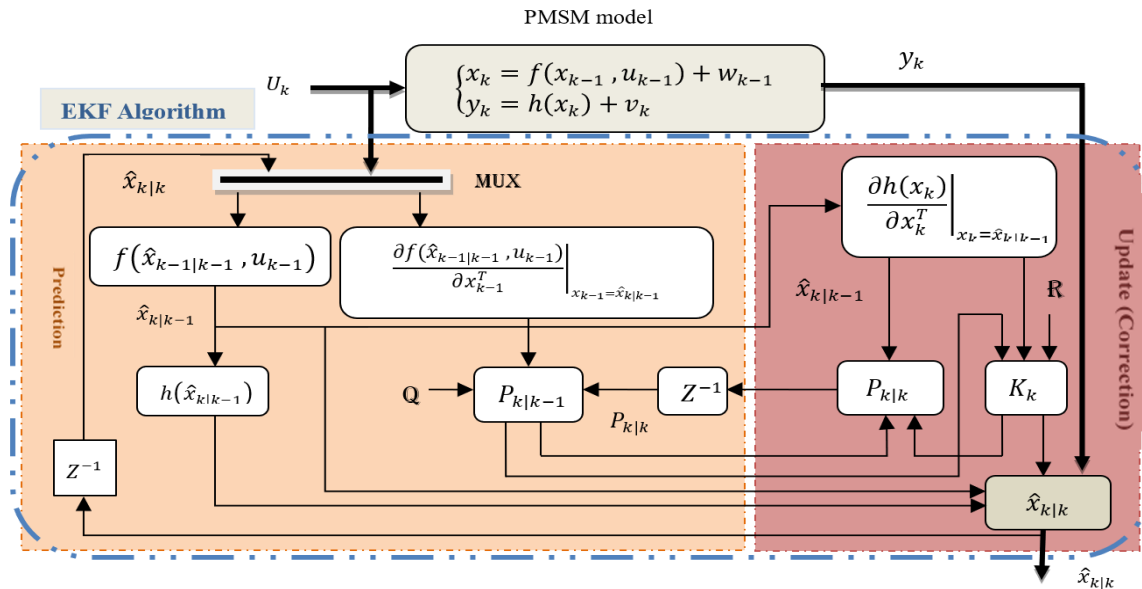 PMSM model
U_k
{x_k = f(x_{k-1}, u_{k-1}) + w_{k-1}
{y_k = h(x_k) + v_k
y_k
EKF Algorithm
x̂_{k|k}
MUX
∂h(x_k)/∂x_k^T |_{x_k=x̂_{k|k-1}}
f(x̂_{k-1|k-1}, u_{k-1})
∂f(x̂_{k-1|k-1}, u_{k-1})/∂x_{k-1}^T |_{x_{k-1}=x̂_{k|k-1}}
Prediction
Update (Correction)
x̂_{k|k-1}
x̂_{k|k-1}
R
h(x̂_{k|k-1})
Q
P_{k|k-1}
Z^{-1}
P_{k|k}
K_k
P_{k|k}
Z^{-1}
x̂_{k|k}
x̂_{k|k}